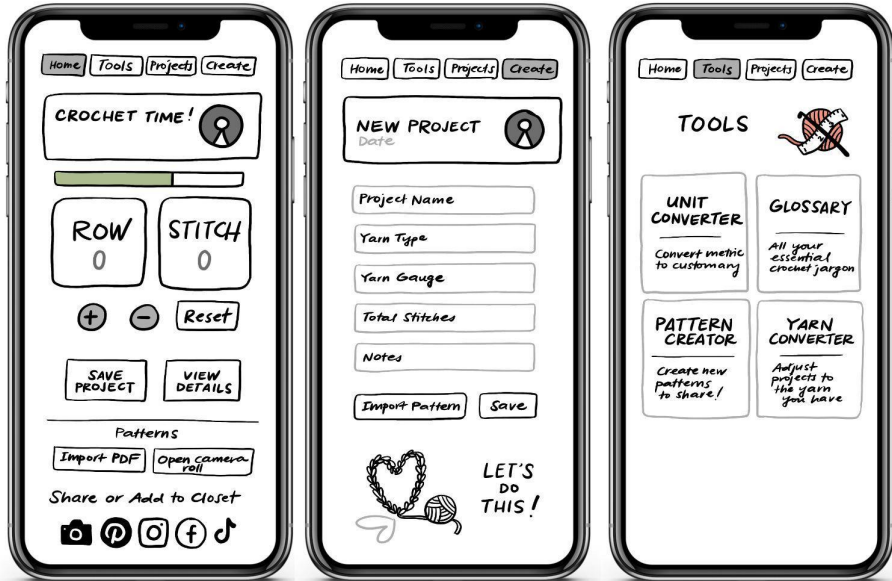 Home Tools Projects Create
CROCHET TIME!
ROW STITCH
0 0
+ - Reset
SAVE PROJECT
VIEW DETAILS
Patterns
Import PDF
Open camera roll
Share or Add to Closet
Home Tools Projects Create
NEW PROJECT
Date
Project Name
Yarn Type
Yarn Gauge
Total Stitches
Notes
Import Pattern Save
LET'S
DO
THIS!
Home Tools Projects Create
TOOLS
UNIT
CONVERTER
Convert metric
to customary
GLOSSARY
All your
essential
crochet jargon
PATTERN
CREATOR
Create new
patterns
to share!
YARN
CONVERTER
Adjust
projects to
the yarn
you have